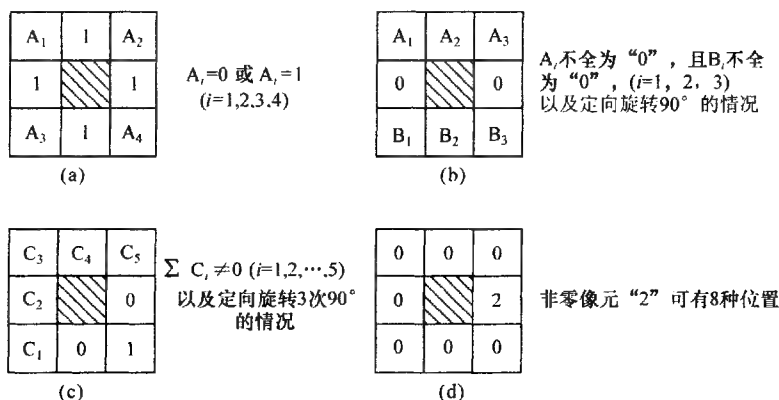 A₁ 1 A₂
1 1
A₃ 1 A₄
Aᵢ=0 或 Aᵢ=1
(i=1,2.3.4)
(a)
A₁ A₂ A₃
0 0
B₁ B₂ B₃
Aᵢ不全为“0”,且Bᵢ不全
为“0”,(i=1,2,3)
以及定向旋转90°的情况
(b)
C₃ C₄ C₅
C₂ 0
C₁ 0 1
∑ Cᵢ≠0 (i=1,2,⋯.5)
以及定向旋转3次90°
的情况
(c)
0 0 0
0 2
0 0 0
非零像元“2”可有8种位置
(d)